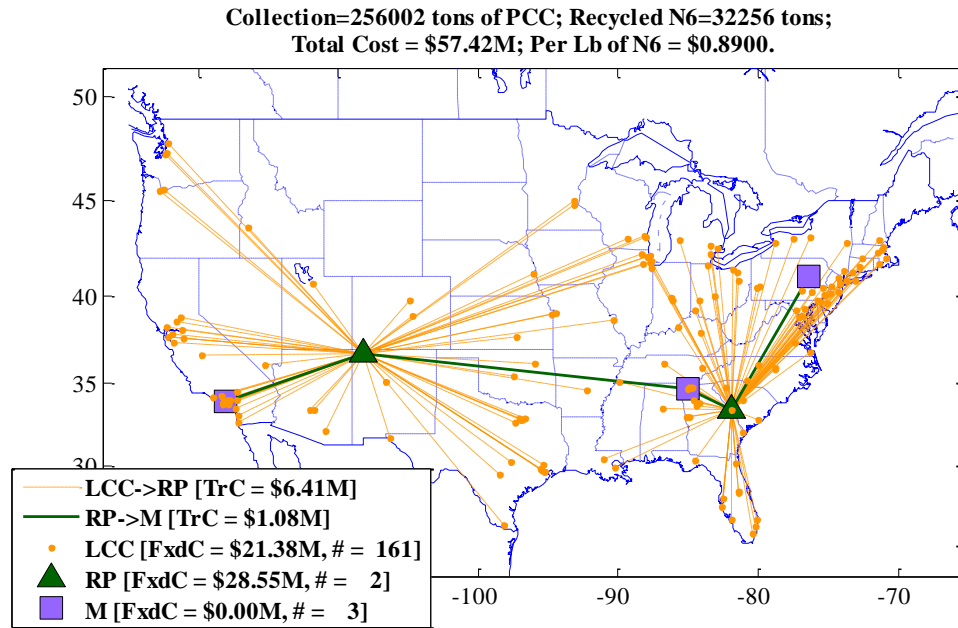 Collection=256002 tons of PCC; Recycled N6=32256 tons;
Total Cost = $57.42M; Per Lb of N6 = $0.8900.
50
45
40
35
30
LCC->RP [TrC = $6.41M]
RP->M [TrC = $1.08M]
LCC [FxdC = $21.38M, # = 161]
RP [FxdC = $28.55M, # = 2]
M [FxdC = $0.00M, # = 3]
-100
-90
-80
-70